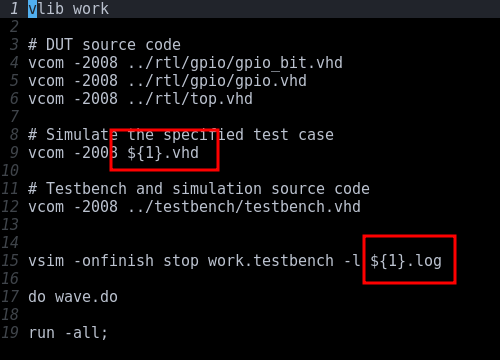 1 vlib work
2
3 # DUT source code
4 vcom -2008 ../rtl/gpio/gpio_bit.vhd
5 vcom -2008 ../rtl/gpio/gpio.vhd
6 vcom -2008 ../rtl/top.vhd
7
8 # Simulate the specified test case
9 vcom -2008 ${1}.vhd
10
11 # Testbench and simulation source code
12 vcom -2008 ../testbench/testbench.vhd
13
14
15 vsim -onfinish stop work.testbench -l ${1}.log
16
17 do wave.do
18
19 run -all;